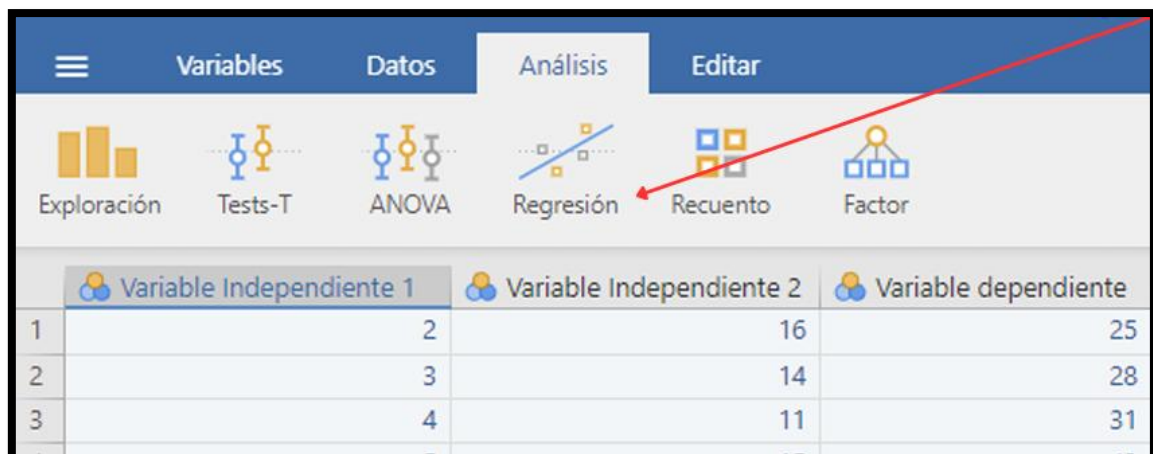 Variables Datos Análisis Editar
Exploración Tests-T ANOVA Regresión Recuento Factor
Variable Independiente 1 Variable Independiente 2 Variable dependiente
1 2 16 25
2 3 14 28
3 4 11 31